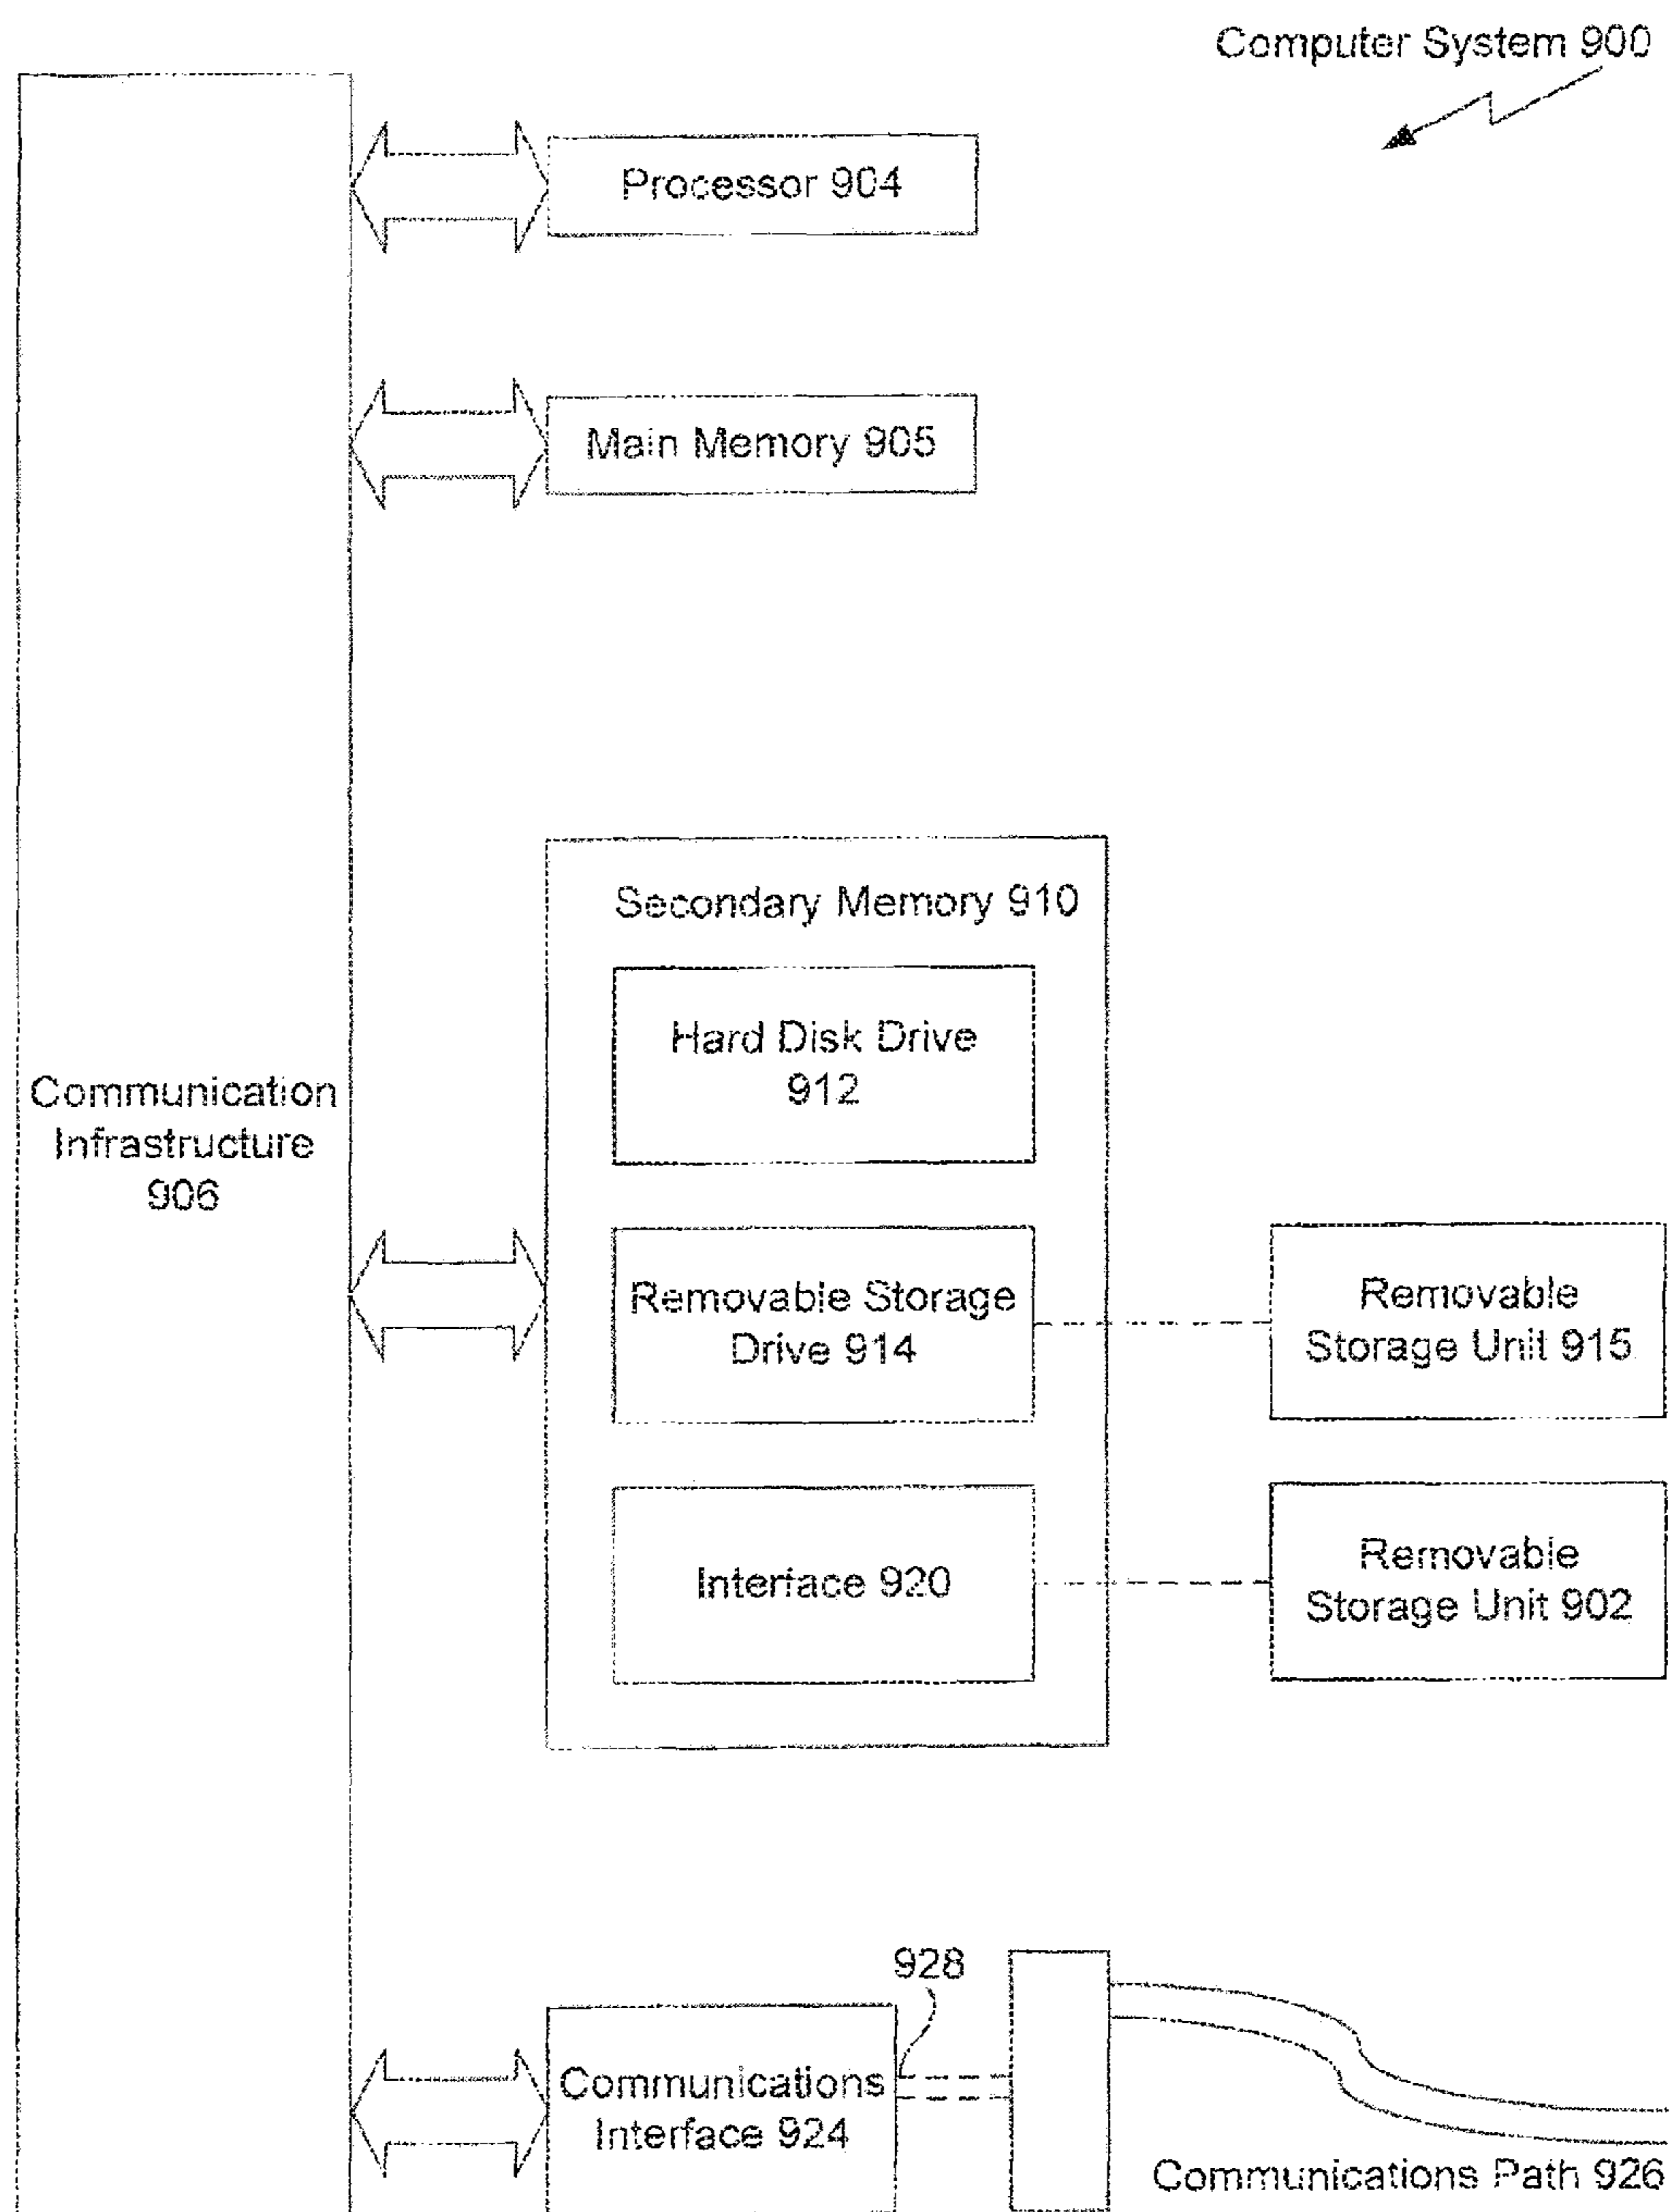 Computer System 900
Processor 904
Main Memory 905
Secondary Memory 910
Hard Disk Drive
912
Communication
Infrastructure
906
Removable Storage
Drive 914
Removable
Storage Unit 915
Interface 920
Removable
Storage Unit 902
928
Communications
Interface 924
Communications Path 926